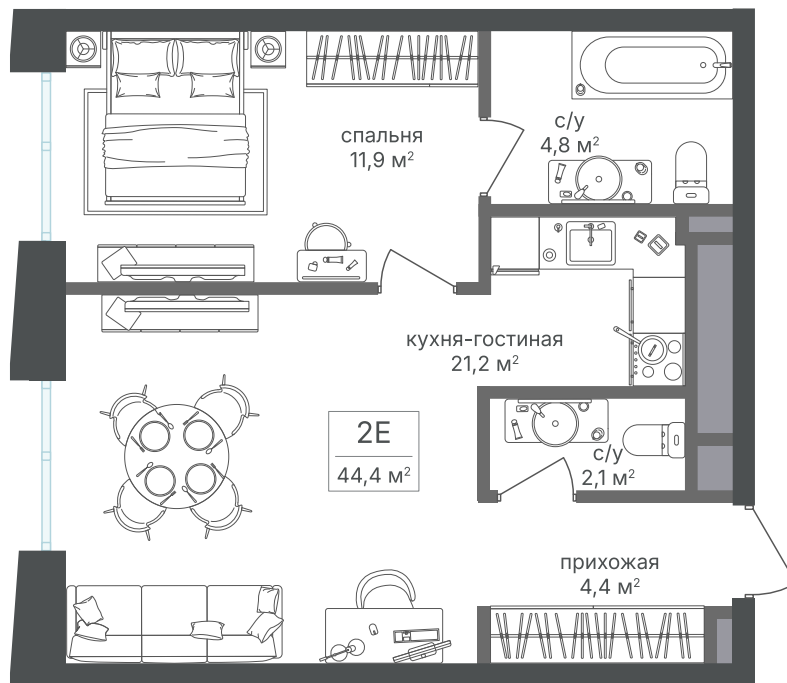 спальня
11,9 м²
с/у
4,8 м²
кухня-гостиная
21,2 м²
2Е
44,4 м²
с/у
2,1 м²
прихожая
4,4 м²